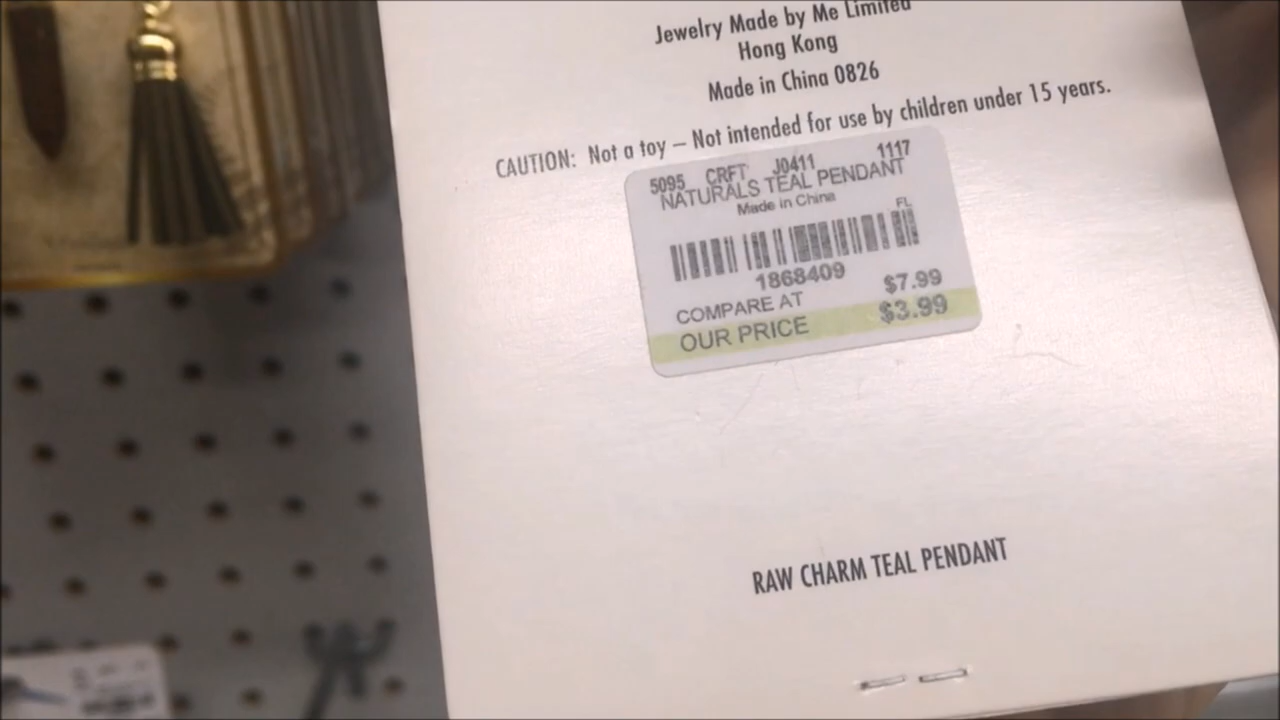 Jewelry Made by Me Limited
Hong Kong
Made in China 0826
CAUTION: Not a toy – Not intended for use by children under 15 years.
5095 CRFT J0411 1117
NATURALS TEAL PENDANT
Made in China
FL
1868409
COMPARE AT $7.99
OUR PRICE $3.99
RAW CHARM TEAL PENDANT